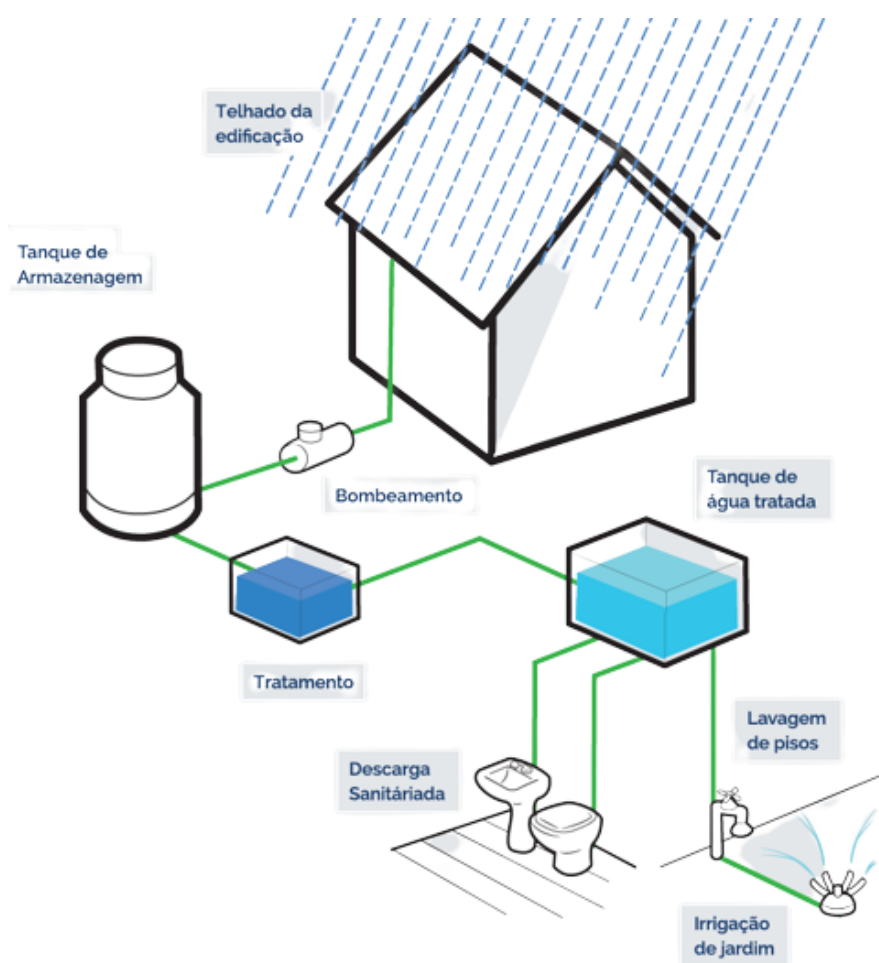 Telhado da
edificação
Tanque de
Armazenagem
Bombeamento
Tanque de
água tratada
Tratamento
Lavagem
de pisos
Descarga
Sanitáriada
Irrigação
de jardim